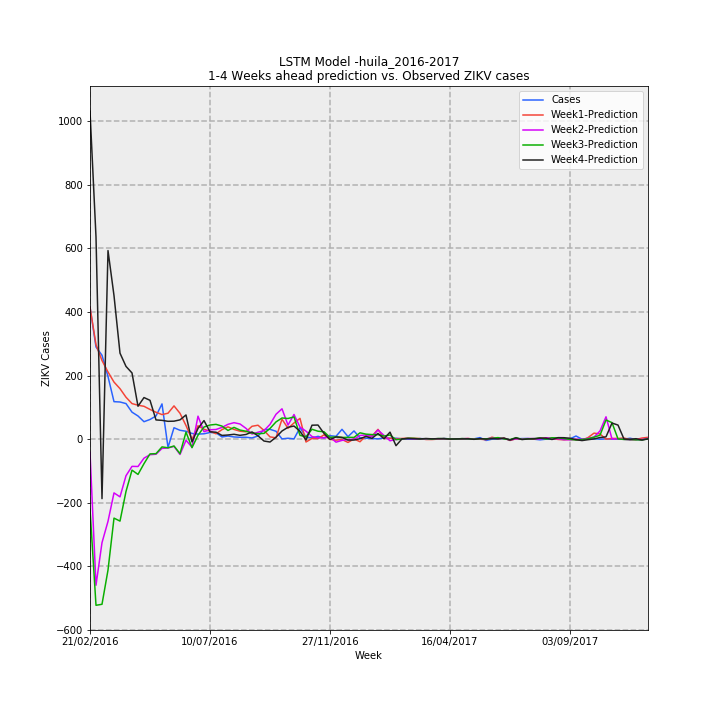 LSTM Model -huila_2016-2017
1-4 Weeks ahead prediction vs. Observed ZIKV cases
Cases
Week1-Prediction
Week2-Prediction
Week3-Prediction
Week4-Prediction
1000
800
600
400
200
0
−200
−400
−600
ZIKV Cases
21/02/2016
10/07/2016
27/11/2016
16/04/2017
03/09/2017
Week